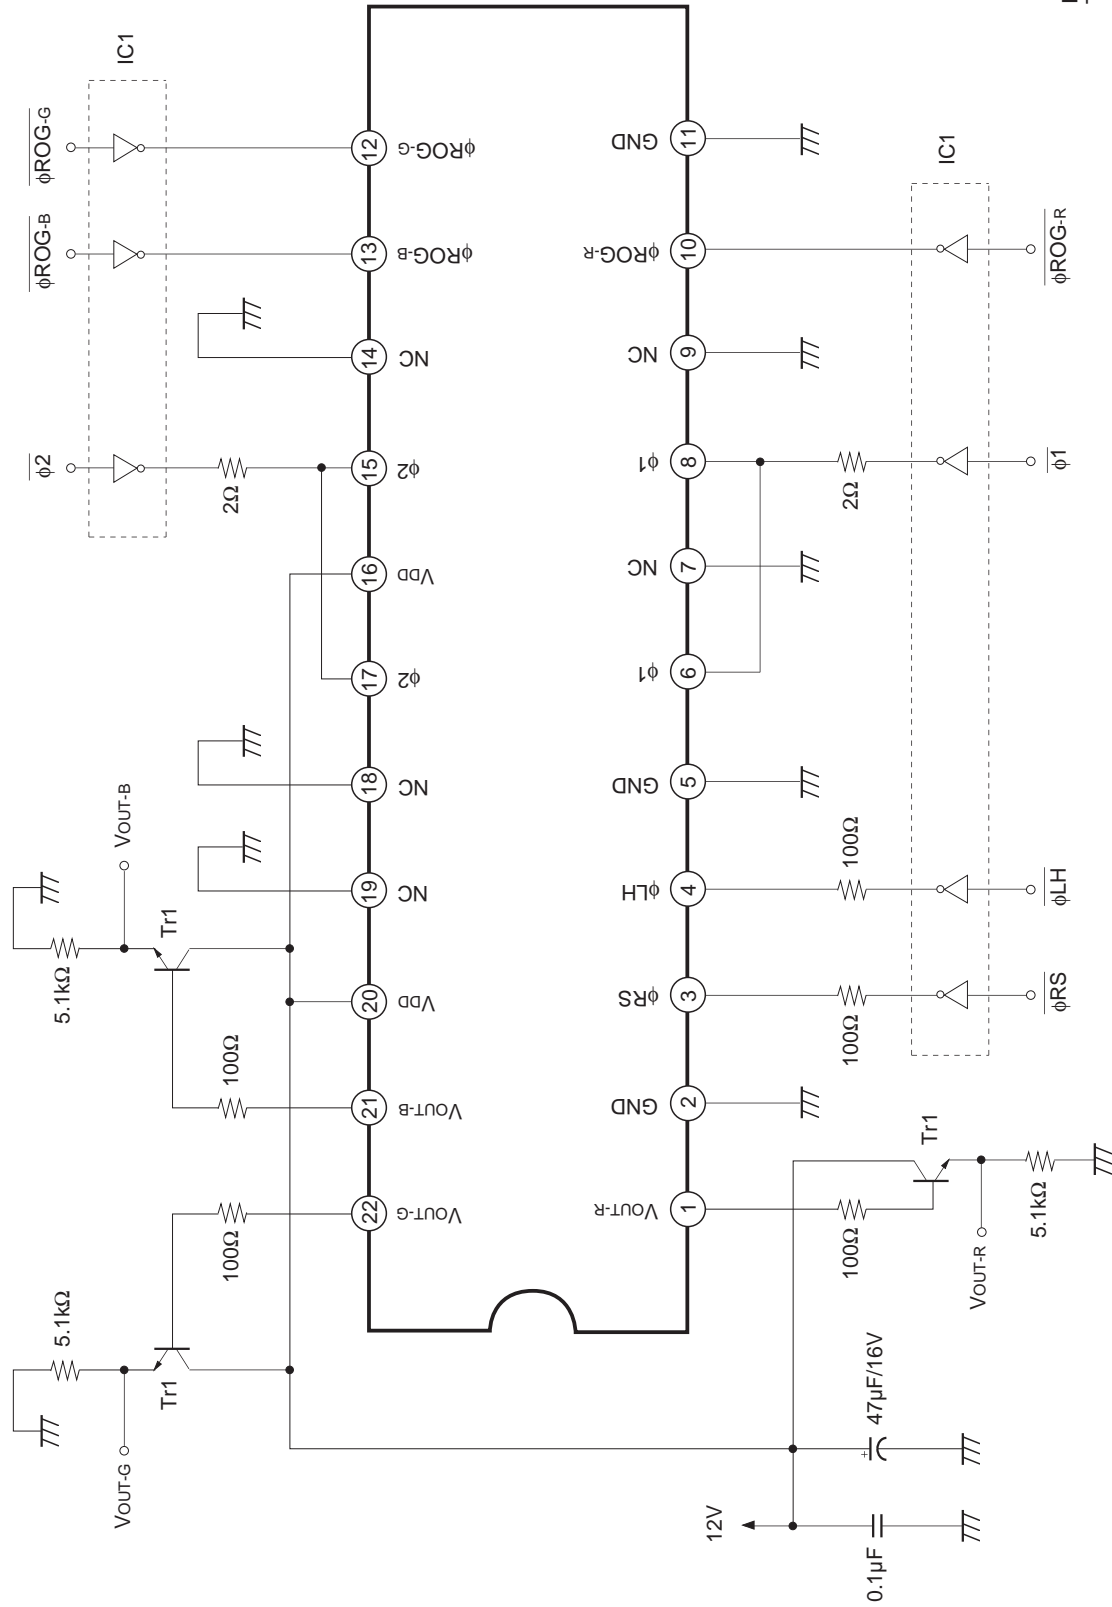 IC1
φROG-G
φROG-B
φ2
12
φROG-G
13
φROG-B
14
NC
2Ω
15
φ2
16
VDD
17
φ2
18
NC
19
NC
20
VDD
21
VOUT-B
22
VOUT-G
VOUT-B
Tr1
5.1kΩ
100Ω
100Ω
5.1kΩ
Tr1
VOUT-G
GND
11
φROG-R
10
NC
9
φ1
8
NC
7
φ1
6
GND
5
φLH
4
φRS
3
GND
2
VOUT-R
1
IC1
φROG-R
2Ω
φ1
100Ω
φLH
100Ω
φRS
Tr1
100Ω
5.1kΩ
VOUT-R
12V
+
47μF/16V
0.1μF